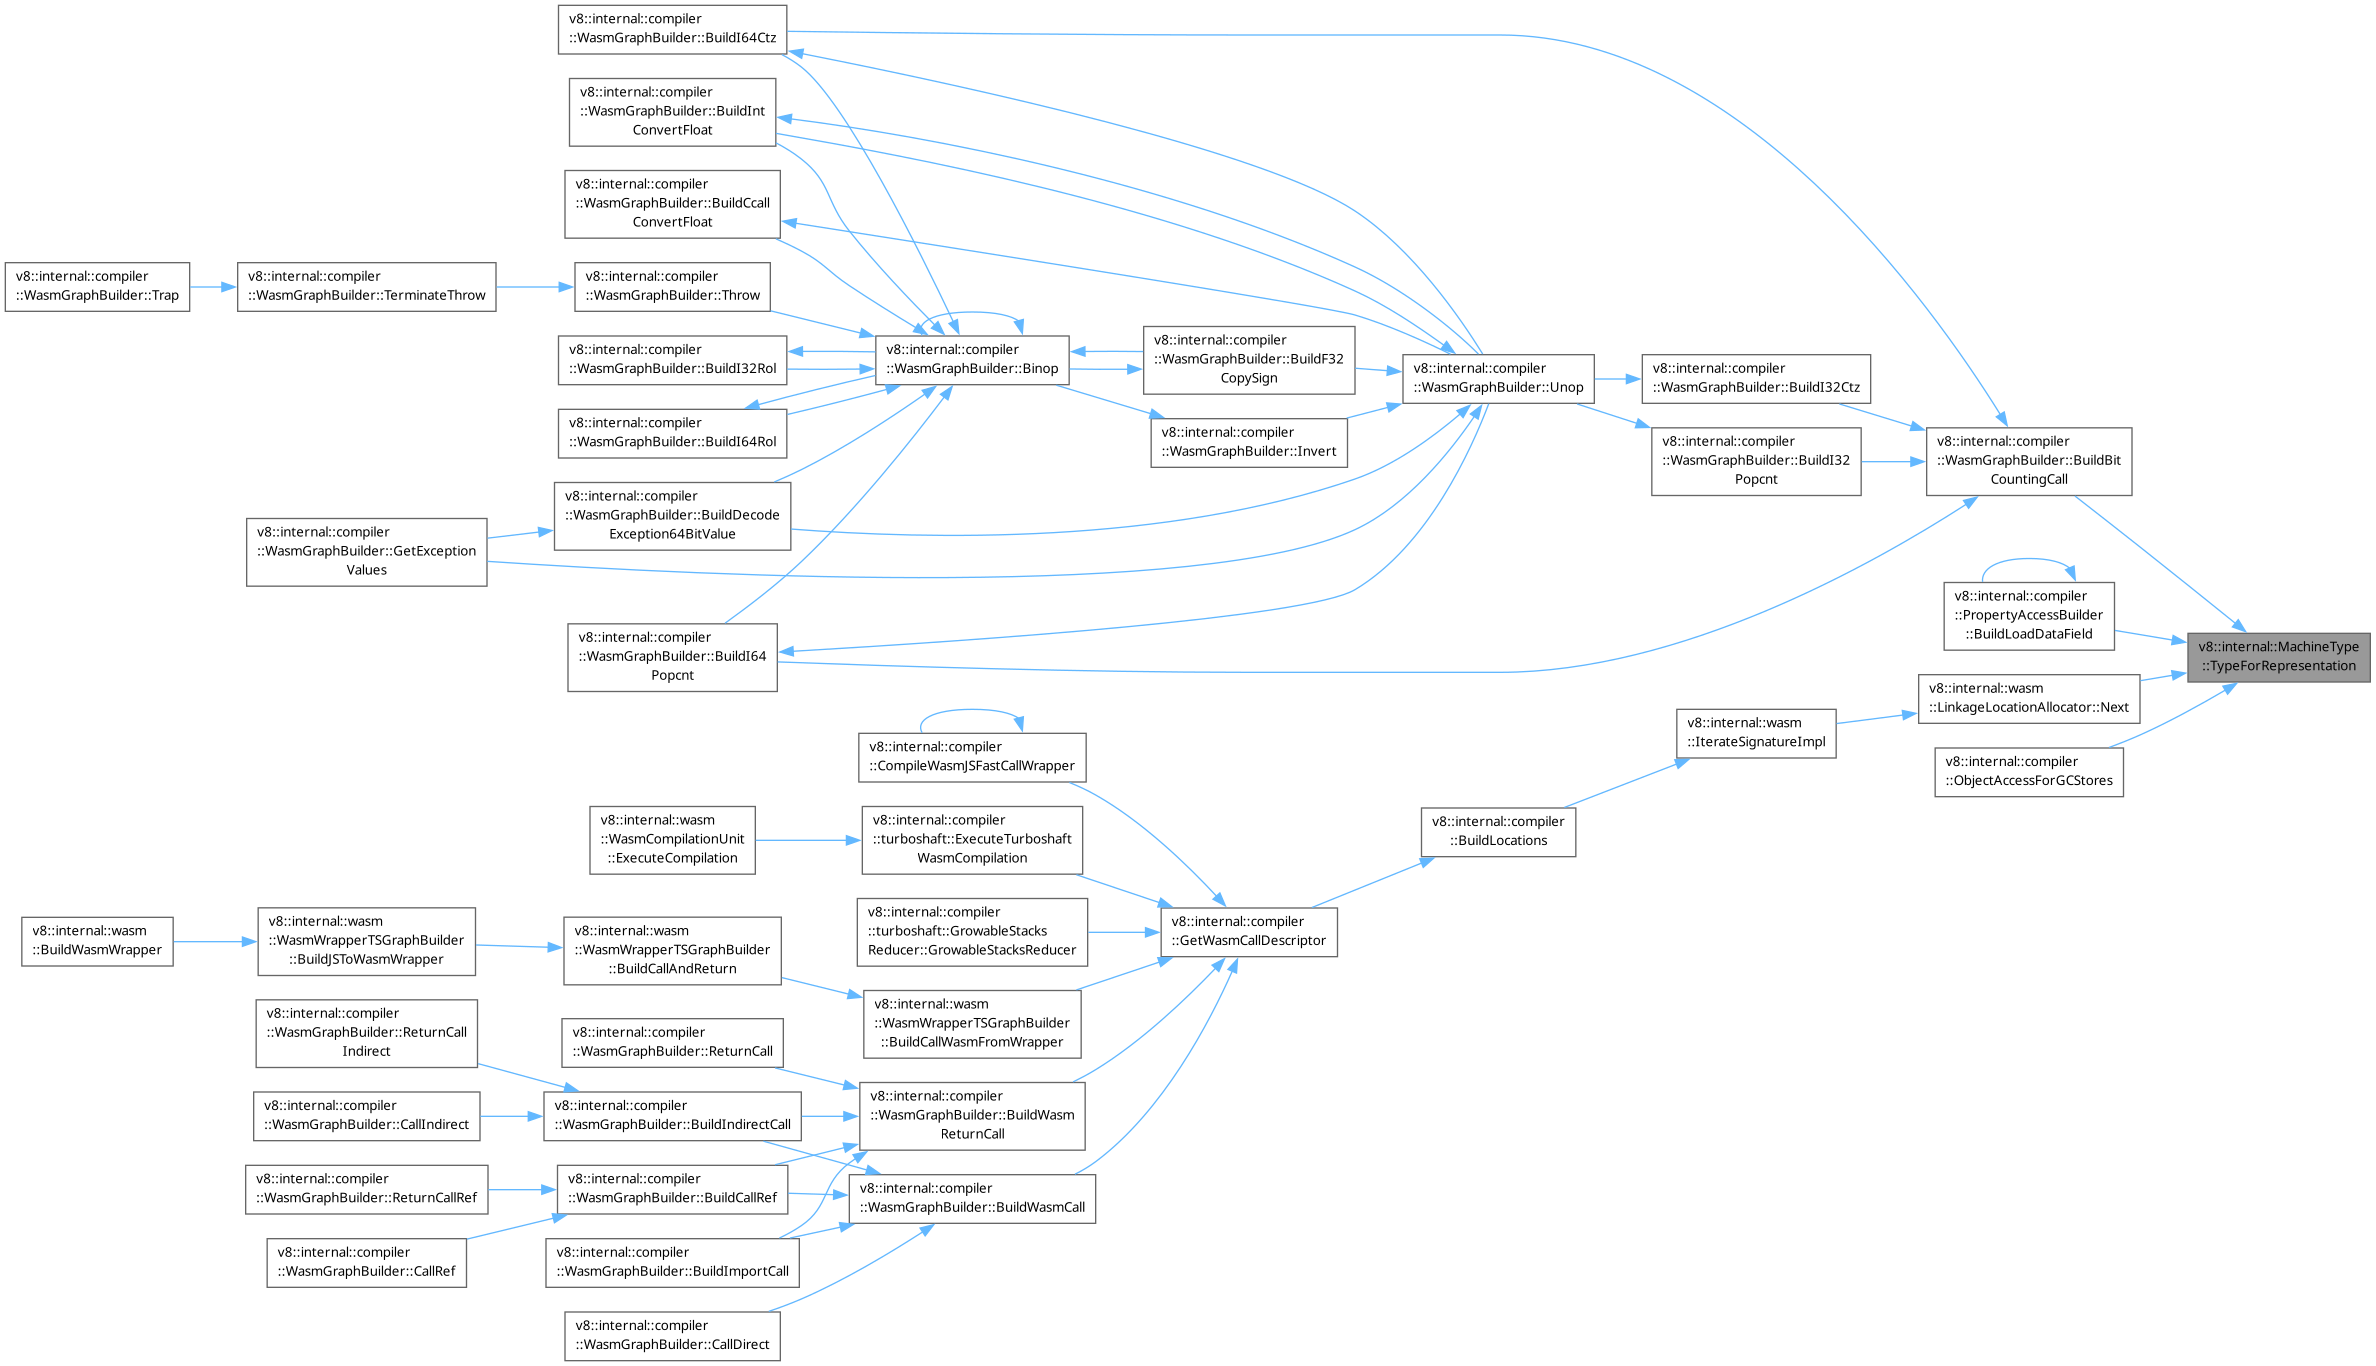 v8::internal::compiler
::WasmGraphBuilder::BuildI64Ctz
v8::internal::compiler
::WasmGraphBuilder::BuildInt
ConvertFloat
v8::internal::compiler
::WasmGraphBuilder::BuildCcall
ConvertFloat
v8::internal::compiler
::WasmGraphBuilder::Trap
v8::internal::compiler
::WasmGraphBuilder::TerminateThrow
v8::internal::compiler
::WasmGraphBuilder::Throw
v8::internal::compiler
::WasmGraphBuilder::BuildI32Rol
v8::internal::compiler
::WasmGraphBuilder::Binop
v8::internal::compiler
::WasmGraphBuilder::BuildF32
CopySign
v8::internal::compiler
::WasmGraphBuilder::Unop
v8::internal::compiler
::WasmGraphBuilder::BuildI32Ctz
v8::internal::compiler
::WasmGraphBuilder::BuildI64Rol
v8::internal::compiler
::WasmGraphBuilder::Invert
v8::internal::compiler
::WasmGraphBuilder::BuildI32
Popcnt
v8::internal::compiler
::WasmGraphBuilder::BuildBit
CountingCall
v8::internal::compiler
::WasmGraphBuilder::BuildDecode
Exception64BitValue
v8::internal::compiler
::WasmGraphBuilder::GetException
Values
v8::internal::compiler
::PropertyAccessBuilder
::BuildLoadDataField
v8::internal::compiler
::WasmGraphBuilder::BuildI64
Popcnt
v8::internal::MachineType
::TypeForRepresentation
v8::internal::wasm
::LinkageLocationAllocator::Next
v8::internal::wasm
::IterateSignatureImpl
v8::internal::compiler
::CompileWasmJSFastCallWrapper
v8::internal::compiler
::ObjectAccessForGCStores
v8::internal::wasm
::WasmCompilationUnit
::ExecuteCompilation
v8::internal::compiler
::turboshaft::ExecuteTurboshaft
WasmCompilation
v8::internal::compiler
::BuildLocations
v8::internal::wasm
::BuildWasmWrapper
v8::internal::wasm
::WasmWrapperTSGraphBuilder
::BuildJSToWasmWrapper
v8::internal::wasm
::WasmWrapperTSGraphBuilder
::BuildCallAndReturn
v8::internal::compiler
::turboshaft::GrowableStacks
Reducer::GrowableStacksReducer
v8::internal::compiler
::GetWasmCallDescriptor
v8::internal::wasm
::WasmWrapperTSGraphBuilder
::BuildCallWasmFromWrapper
v8::internal::compiler
::WasmGraphBuilder::ReturnCall
Indirect
v8::internal::compiler
::WasmGraphBuilder::ReturnCall
v8::internal::compiler
::WasmGraphBuilder::BuildWasm
ReturnCall
v8::internal::compiler
::WasmGraphBuilder::CallIndirect
v8::internal::compiler
::WasmGraphBuilder::BuildIndirectCall
v8::internal::compiler
::WasmGraphBuilder::ReturnCallRef
v8::internal::compiler
::WasmGraphBuilder::BuildCallRef
v8::internal::compiler
::WasmGraphBuilder::BuildWasmCall
v8::internal::compiler
::WasmGraphBuilder::CallRef
v8::internal::compiler
::WasmGraphBuilder::BuildImportCall
v8::internal::compiler
::WasmGraphBuilder::CallDirect